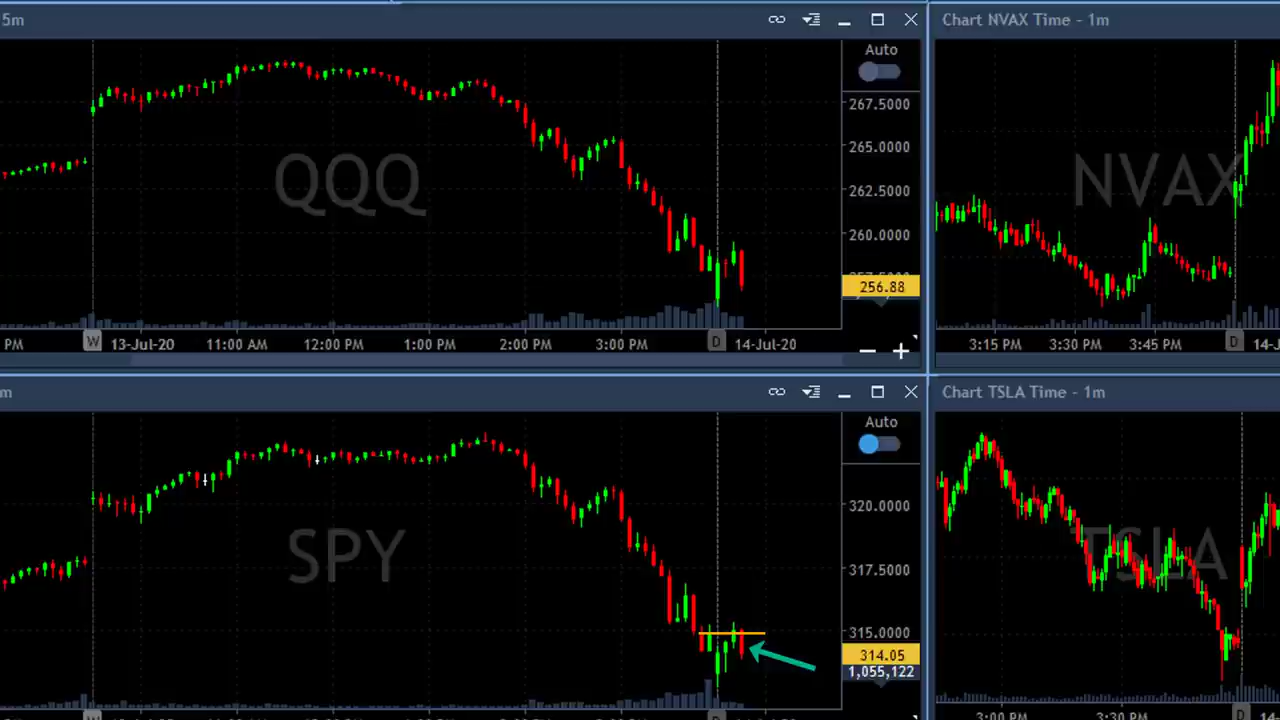 5m
Auto
267.5000
265.0000
262.5000
260.0000
256.88
QQQ
PM
W
13-Jul-20
11:00 AM
12:00 PM
1:00 PM
2:00 PM
3:00 PM
D
14-Jul-20
Chart NVAX Time - 1m
NVAX
3:15 PM
3:30 PM
3:45 PM
D
14-J
m
Auto
320.0000
317.5000
315.0000
314.05
1,055,122
SPY
Chart TSLA Time - 1m
TSLA
3:00 PM
3:30 PM
D
14-